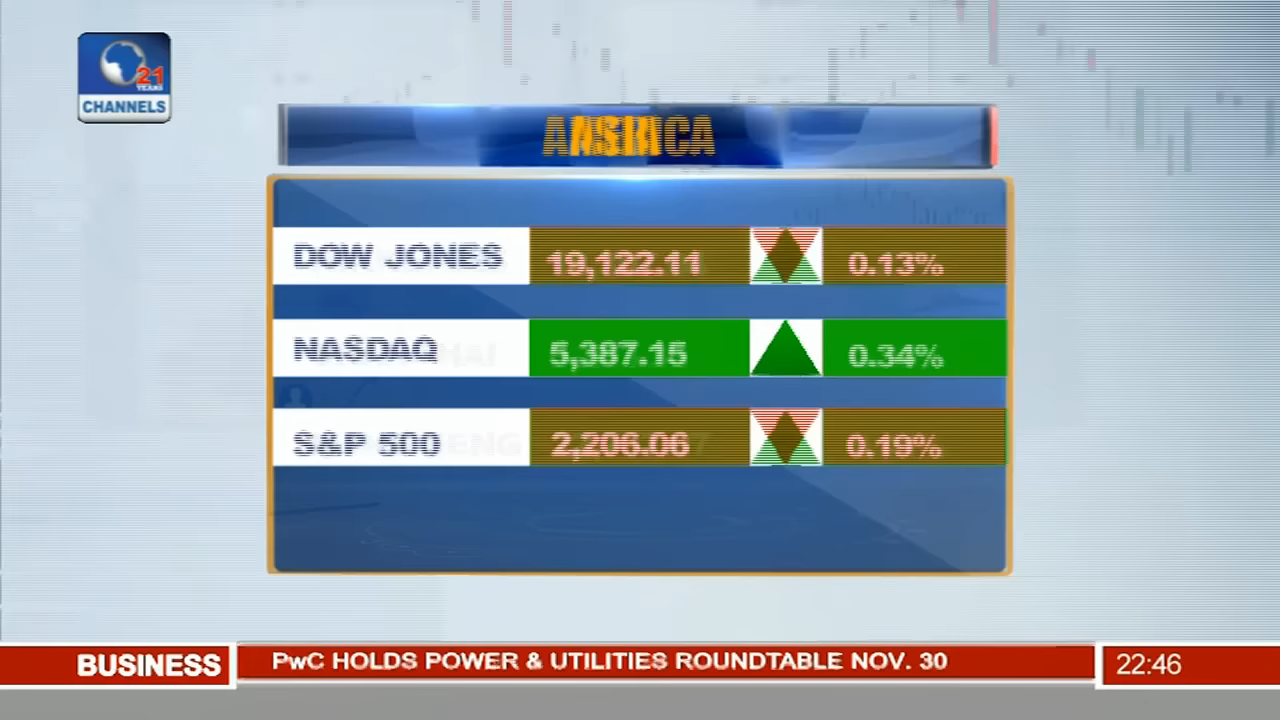 21
YEARS
CHANNELS
DOW JONES 19,122.11 0.13%
NASDAQ 5,387.15 0.34%
S&P 500 2,206.06 0.19%
BUSINESS PwC HOLDS POWER & UTILITIES ROUNDTABLE NOV. 30 22:46